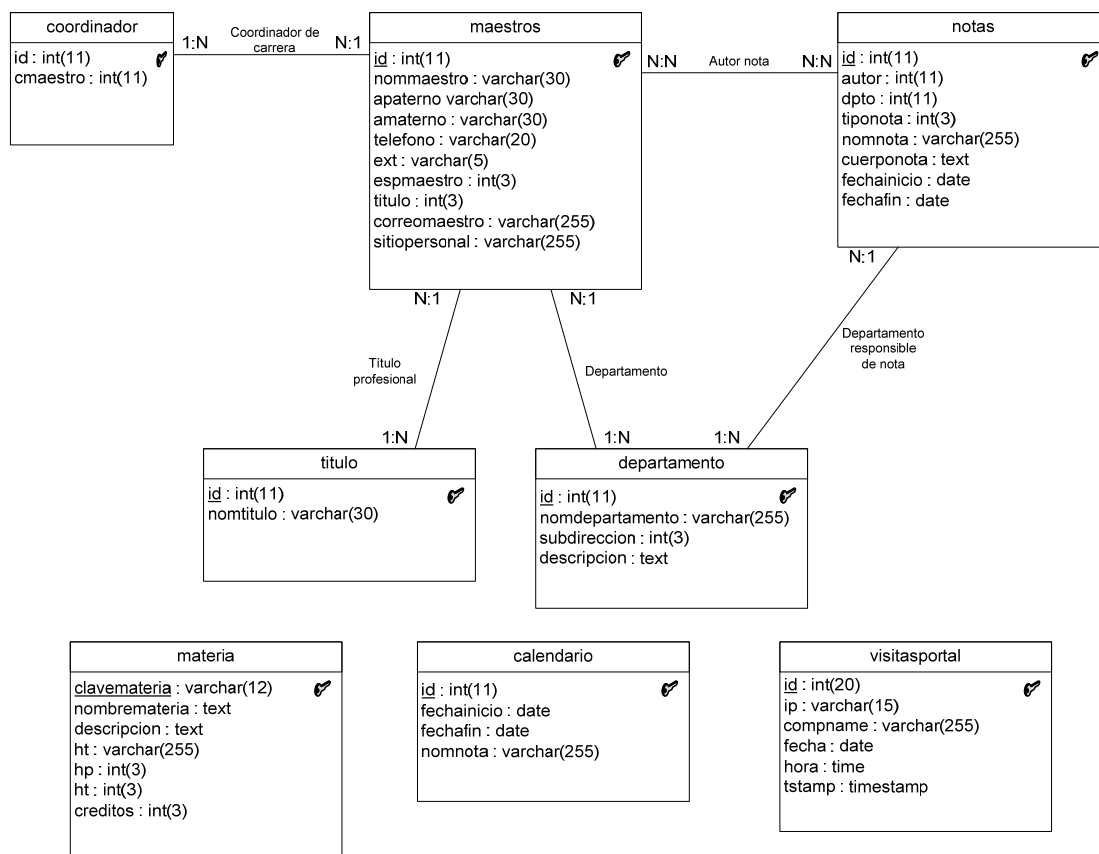 coordinador
id : int(11)
cmaestro : int(11)
1:N
Coordinador de
carrera
N:1
maestros
id : int(11)
nommaestro : varchar(30)
apaterno varchar(30)
amaterno : varchar(30)
telefono : varchar(20)
ext : varchar(5)
espmaestro : int(3)
titulo : int(3)
correomaestro : varchar(255)
sitiopersonal : varchar(255)
N:N
Autor nota
N:N
notas
id : int(11)
autor : int(11)
dpto : int(11)
tiponota : int(3)
nomnota : varchar(255)
cuerponota : text
fechainicio : date
fechafin : date
N:1
N:1
N:1
Título
profesional
Departamento
Departamento
responsible
de nota
1:N
1:N
1:N
titulo
id : int(11)
nomtitulo : varchar(30)
departamento
id : int(11)
nomdepartamento : varchar(255)
subdireccion : int(3)
descripcion : text
materia
clavemateria : varchar(12)
nombremateria : text
descripcion : text
ht : varchar(255)
hp : int(3)
ht : int(3)
creditos : int(3)
calendario
id : int(11)
fechainicio : date
fechafin : date
nomnota : varchar(255)
visitasportal
id : int(20)
ip : varchar(15)
compname : varchar(255)
fecha : date
hora : time
tstamp : timestamp